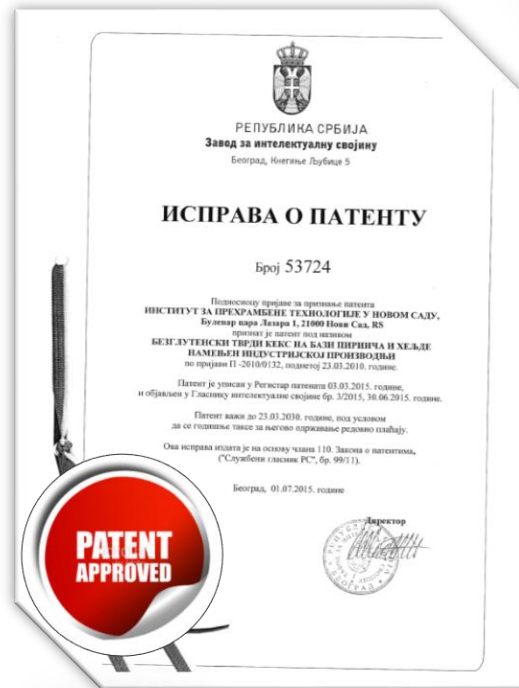 РЕПУБЛИКА СРБИЈА
Завод за интелектуалну својину
Београд, Кнегиње Љубице 5
ИСПРАВА О ПАТЕНТУ
Број 53724
Подносиоцу пријаве за признање патента
ИНСТИТУТ ЗА ПРЕХРАМБЕНЕ ТЕХНОЛОГИЈЕ У НОВОМ САДУ,
Булевар цара Лазара 1, 21000 Нови Сад, RS
признат је патент под називом
БЕЗГЛУТЕНСКИ ТВРДИ КЕКС НА БАЗИ ПИРИНЧА И ХЕЉДЕ
НАМЕЊЕН ИНДУСТРИЈСКОЈ ПРОИЗВОДЊИ
по пријави П -2010/0132, поднетој 23.03.2010. године.
Патент је уписан у Регистар патената 03.03.2015. године,
и објављен у Гласнику интелектуалне својине бр. 3/2015, 30.06.2015. године.
Патент важи до 23.03.2030. године, под условом
да се годишње таксе за његово одржавање редовно плаћају.
Ова исправа издата је на основу члана 110. Закона о патентима,
("Службени гласник РС", бр. 99/11).
Београд, 01.07.2015. године
Директор
PATENT
APPROVED